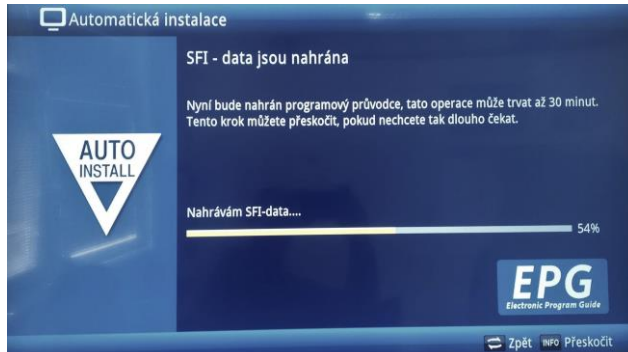 Automatická instalace
SFI - data jsou nahrána
Nyní bude nahrán programový průvodce, tato operace může trvat až 30 minut.
Tento krok můžete přeskočit, pokud nechcete tak dlouho čekat.
AUTO
INSTALL
Nahrávám SFI-data....
54%
EPG
Electronic Program Guide
Zpět INFO Přeskočit